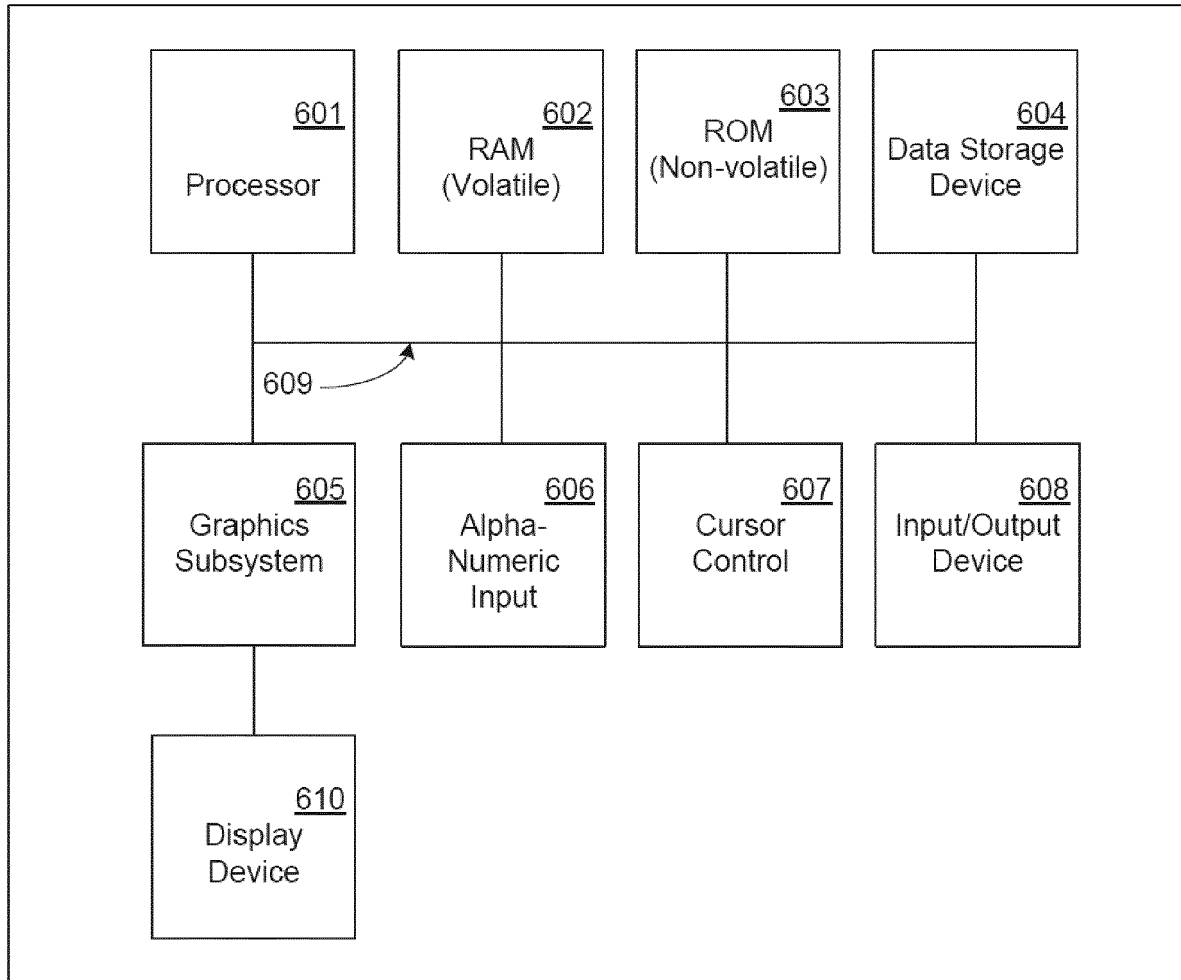 601
Processor
602
RAM
(Volatile)
603
ROM
(Non-volatile)
604
Data Storage
Device
609
605
Graphics
Subsystem
606
Alpha-
Numeric
Input
607
Cursor
Control
608
Input/Output
Device
610
Display
Device